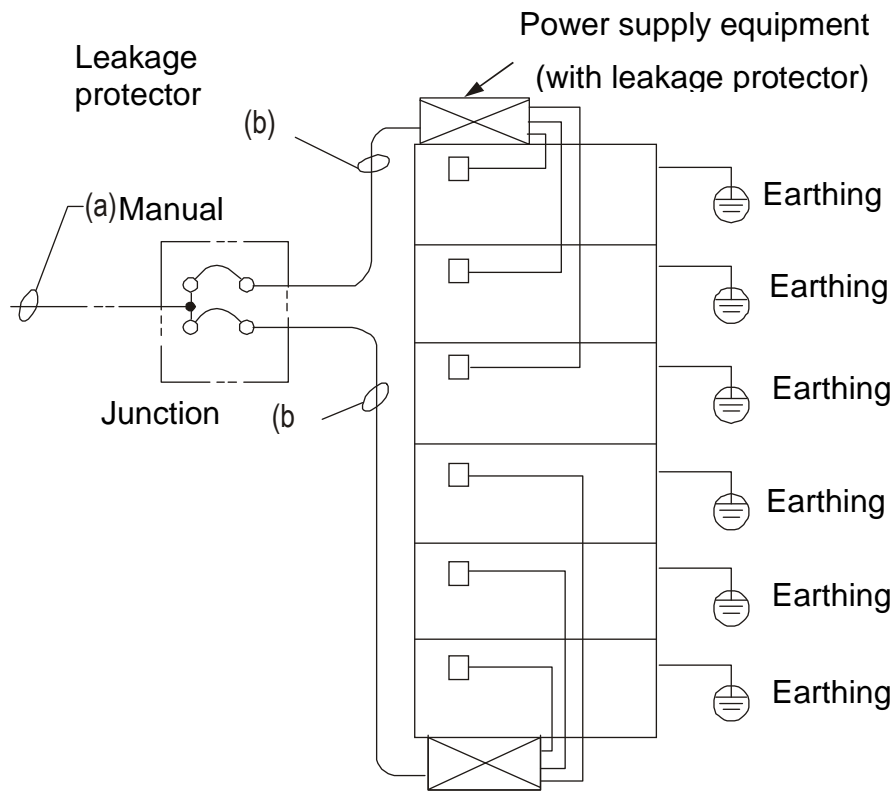 Power supply equipment
(with leakage protector)
Leakage
protector
(b)
(a) Manual
Junction
(b
Earthing
Earthing
Earthing
Earthing
Earthing
Earthing